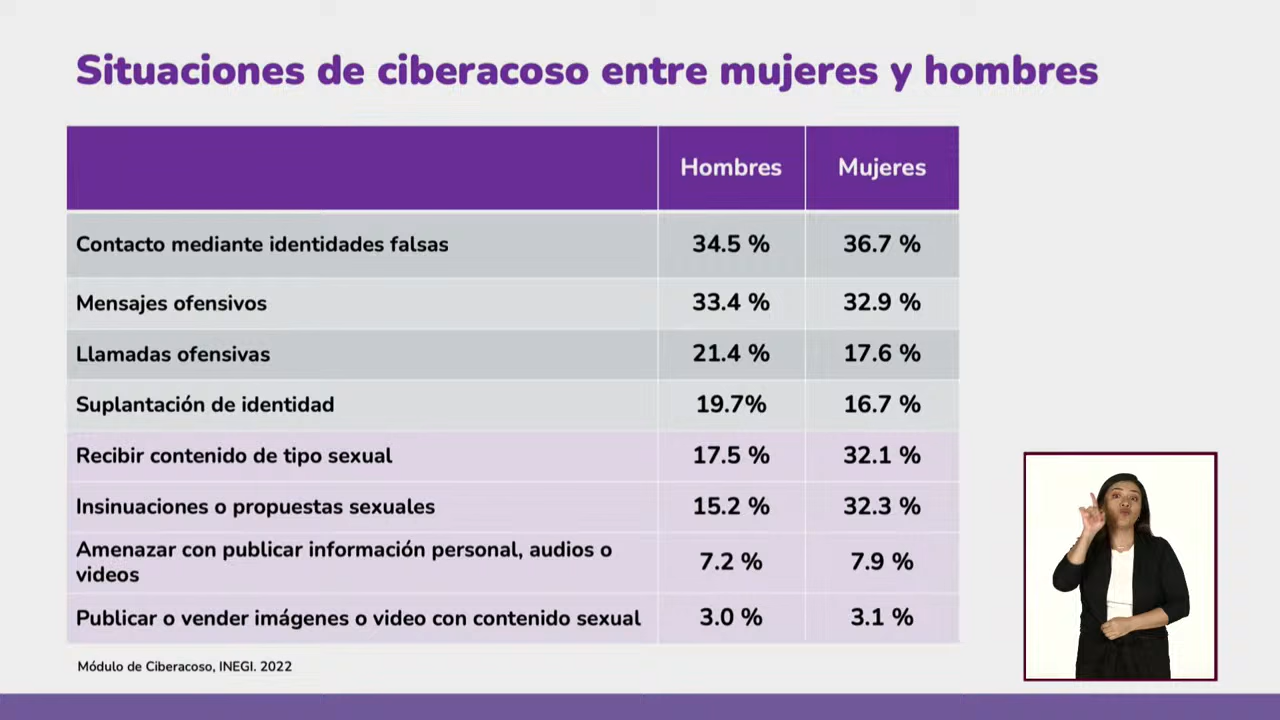 Situaciones de ciberacoso entre mujeres y hombres
Hombres Mujeres
Contacto mediante identidades falsas 34.5 % 36.7 %
Mensajes ofensivos 33.4 % 32.9 %
Llamadas ofensivas 21.4 % 17.6 %
Suplantación de identidad 19.7% 16.7 %
Recibir contenido de tipo sexual 17.5 % 32.1 %
Insinuaciones o propuestas sexuales 15.2 % 32.3 %
Amenazar con publicar información personal, audios o
videos 7.2 % 7.9 %
Publicar o vender imágenes o video con contenido sexual 3.0 % 3.1 %
Módulo de Ciberacoso, INEGI. 2022